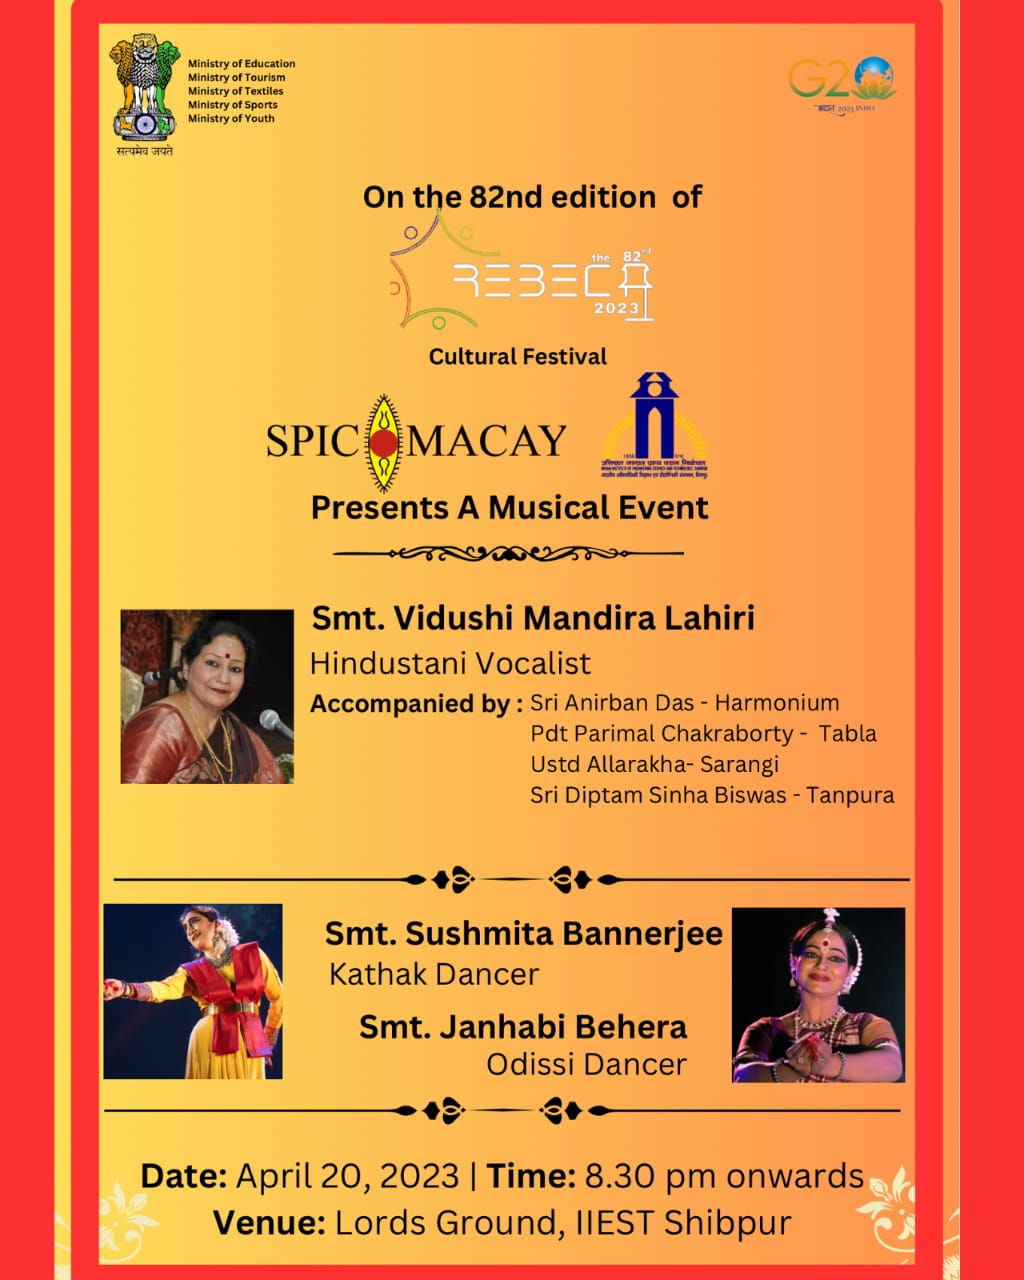 Ministry of Education
Ministry of Tourism
Ministry of Textiles
Ministry of Sports
Ministry of Youth
सत्यमेव जयते
G20
भारत 2023 INDIA
On the 82nd edition of
the 82nd
REBECA
2023
Cultural Festival
SPIC MACAY
Presents A Musical Event
Smt. Vidushi Mandira Lahiri
Hindustani Vocalist
Accompanied by : Sri Anirban Das - Harmonium
Pdt Parimal Chakraborty - Tabla
Ustd Allarakha- Sarangi
Sri Diptam Sinha Biswas - Tanpura
Smt. Sushmita Bannerjee
Kathak Dancer
Smt. Janhabi Behera
Odissi Dancer
Date: April 20, 2023 | Time: 8.30 pm onwards
Venue: Lords Ground, IIEST Shibpur